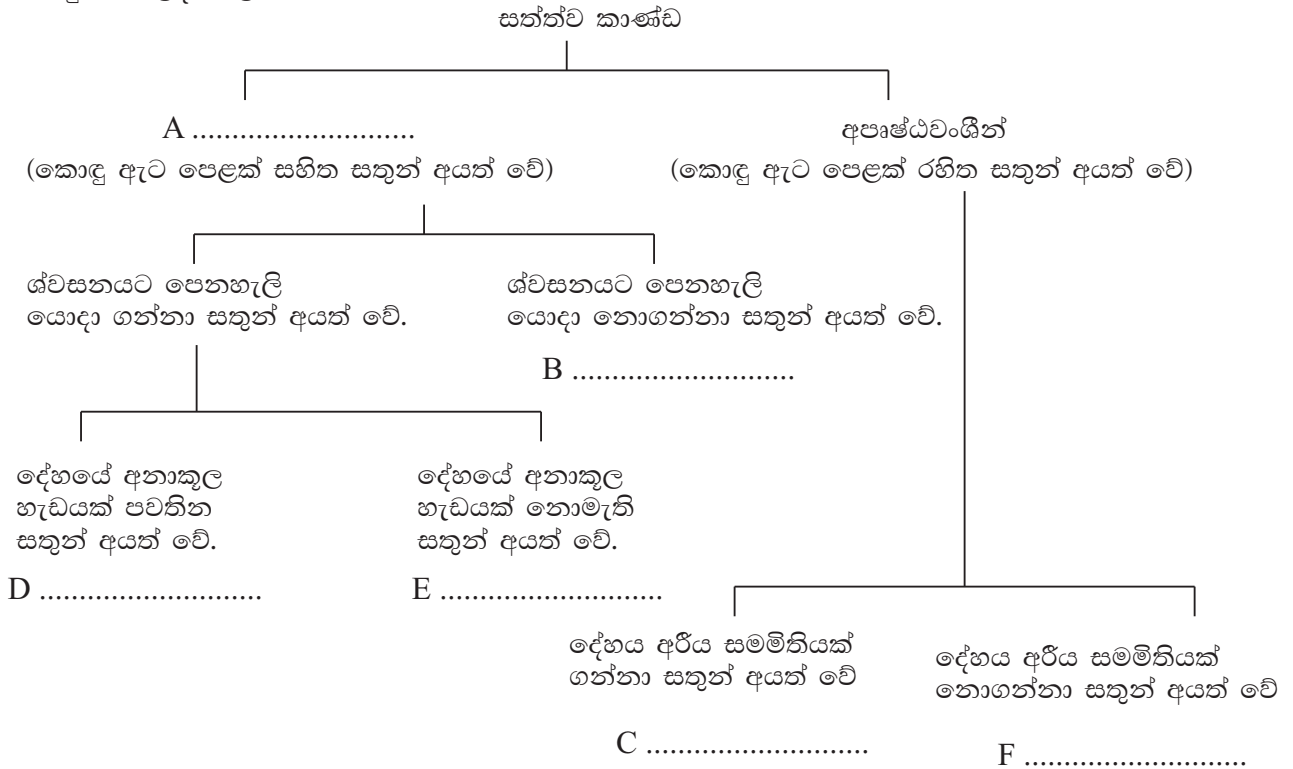 සත්ත්ව කාණ්ඩ
A ............................
අපෘෂ්ඨවංශීන්
(කොඳු ඇට පෙළක් සහිත සතුන් අයත් වේ)
(කොඳු ඇට පෙළක් රහිත සතුන් අයත් වේ)
ශ්වසනයට පෙනහැලි
යොදා ගන්නා සතුන් අයත් වේ.
ශ්වසනයට පෙනහැලි
යොදා නොගන්නා සතුන් අයත් වේ.
B ............................
දේහයේ අනාකූල
හැඩයක් පවතින
සතුන් අයත් වේ.
D ............................
දේහයේ අනාකූල
හැඩයක් නොමැති
සතුන් අයත් වේ.
E ............................
දේහය අරීය සමමිතියක්
ගන්නා සතුන් අයත් වේ
C ............................
දේහය අරීය සමමිතියක්
නොගන්නා සතුන් අයත් වේ
F ............................